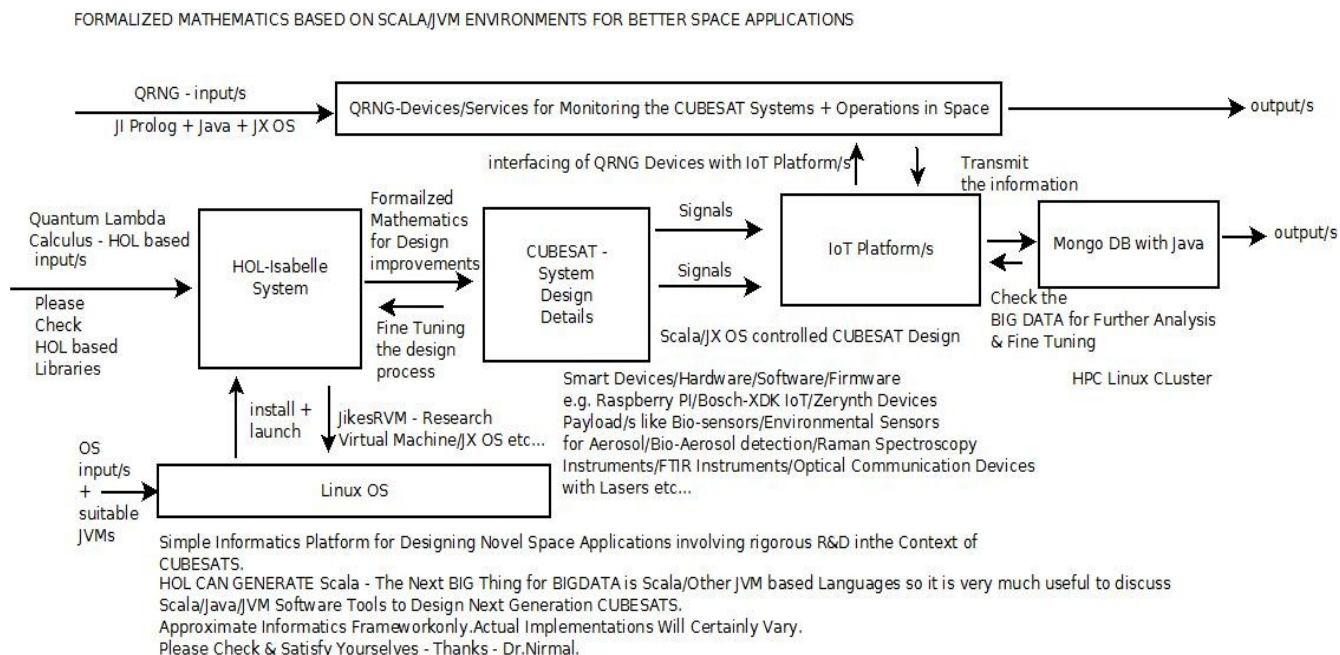 FORMALIZED MATHEMATICS BASED ON SCALA/JVM ENVIRONMENTS FOR BETTER SPACE APPLICATIONS
QRNG - input/s
JI Prolog + Java + JX OS
QRNG-Devices/Services for Monitoring the CUBESAT Systems + Operations in Space
output/s
interfacing of QRNG Devices with IoT Platform/s
Transmit
the information
Quantum Lambda
Calculus - HOL based
input/s
Please
Check
HOL based
Libraries
HOL-Isabelle
System
Formailzed
Mathematics
for Design
improvements
Fine Tuning
the design
process
CUBESAT -
System
Design
Details
Signals
Signals
IoT Platform/s
Mongo DB with Java
output/s
Check the
BIG DATA for Further Analysis
& Fine Tuning
HPC Linux CLuster
Scala/JX OS controlled CUBESAT Design
Smart Devices/Hardware/Software/Firmware
e.g. Raspberry PI/Bosch-XDK IoT/Zerynth Devices
Payload/s like Bio-sensors/Environmental Sensors
for Aerosol/Bio-Aerosol detection/Raman Spectroscopy
Instruments/FTIR Instruments/Optical Communication Devices
with Lasers etc...
install +
launch
JikesRVM - Research
Virtual Machine/JX OS etc...
OS
input/s
+
suitable
JVMs
Linux OS
Simple Informatics Platform for Designing Novel Space Applications involving rigorous R&D inthe Context of
CUBESATS.
HOL CAN GENERATE Scala - The Next BIG Thing for BIGDATA is Scala/Other JVM based Languages so it is very much useful to discuss
Scala/Java/JVM Software Tools to Design Next Generation CUBESATS.
Approximate Informatics Frameworkonly.Actual Implementations Will Certainly Vary.
Please Check & Satisfy Yourselves - Thanks - Dr.Nirmal.